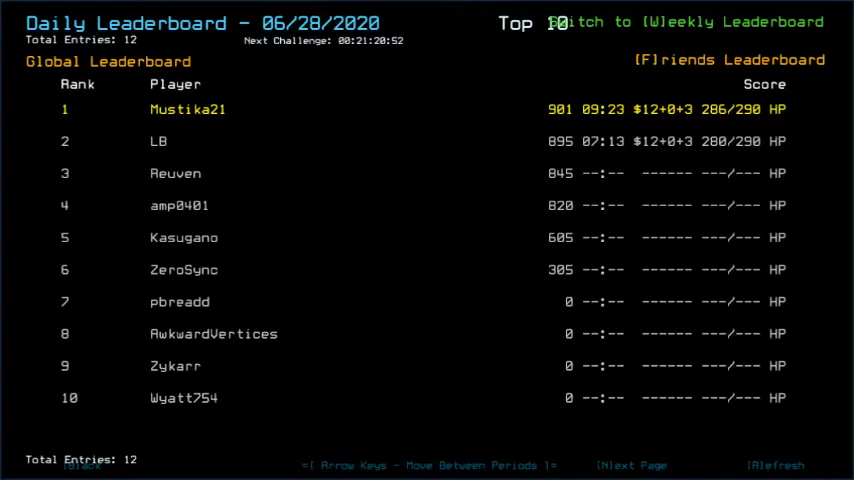 Daily Leaderboard - 06/28/2020 Top 10 Switch to [W]eekly Leaderboard
Total Entries: 12 Next Challenge: 00:21:20:52
Global Leaderboard [F]riends Leaderboard
Rank Player Score
1 Mustika21 901 09:23 $12+0+3 286/290 HP
2 LB 895 07:13 $12+0+3 280/290 HP
3 Reuven 845 --:-- ------ ---/--- HP
4 amp0401 820 --:-- ------ ---/--- HP
5 Kasugano 605 --:-- ------ ---/--- HP
6 ZeroSync 305 --:-- ------ ---/--- HP
7 pbreadd 0 --:-- ------ ---/--- HP
8 AwkwardVertices 0 --:-- ------ ---/--- HP
9 Zykarr 0 --:-- ------ ---/--- HP
10 Wyatt754 0 --:-- ------ ---/--- HP
Total Entries: 12
[B]ack =[ Arrow Keys - Move Between Periods ]= [N]ext Page [R]efresh